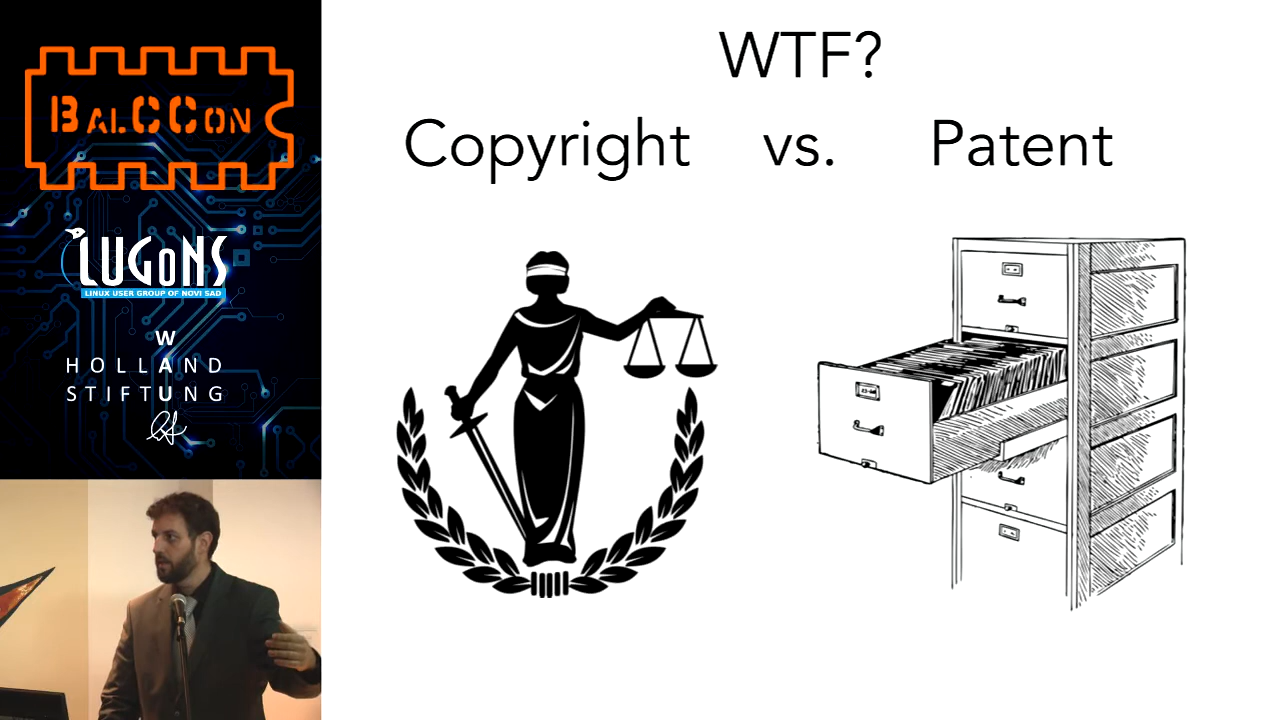 BALCCON
LUGoNS
LINUX USER GROUP OF NOVI SAD
W
HOLLAND
STIFTUNG
WTF?
Copyright vs. Patent